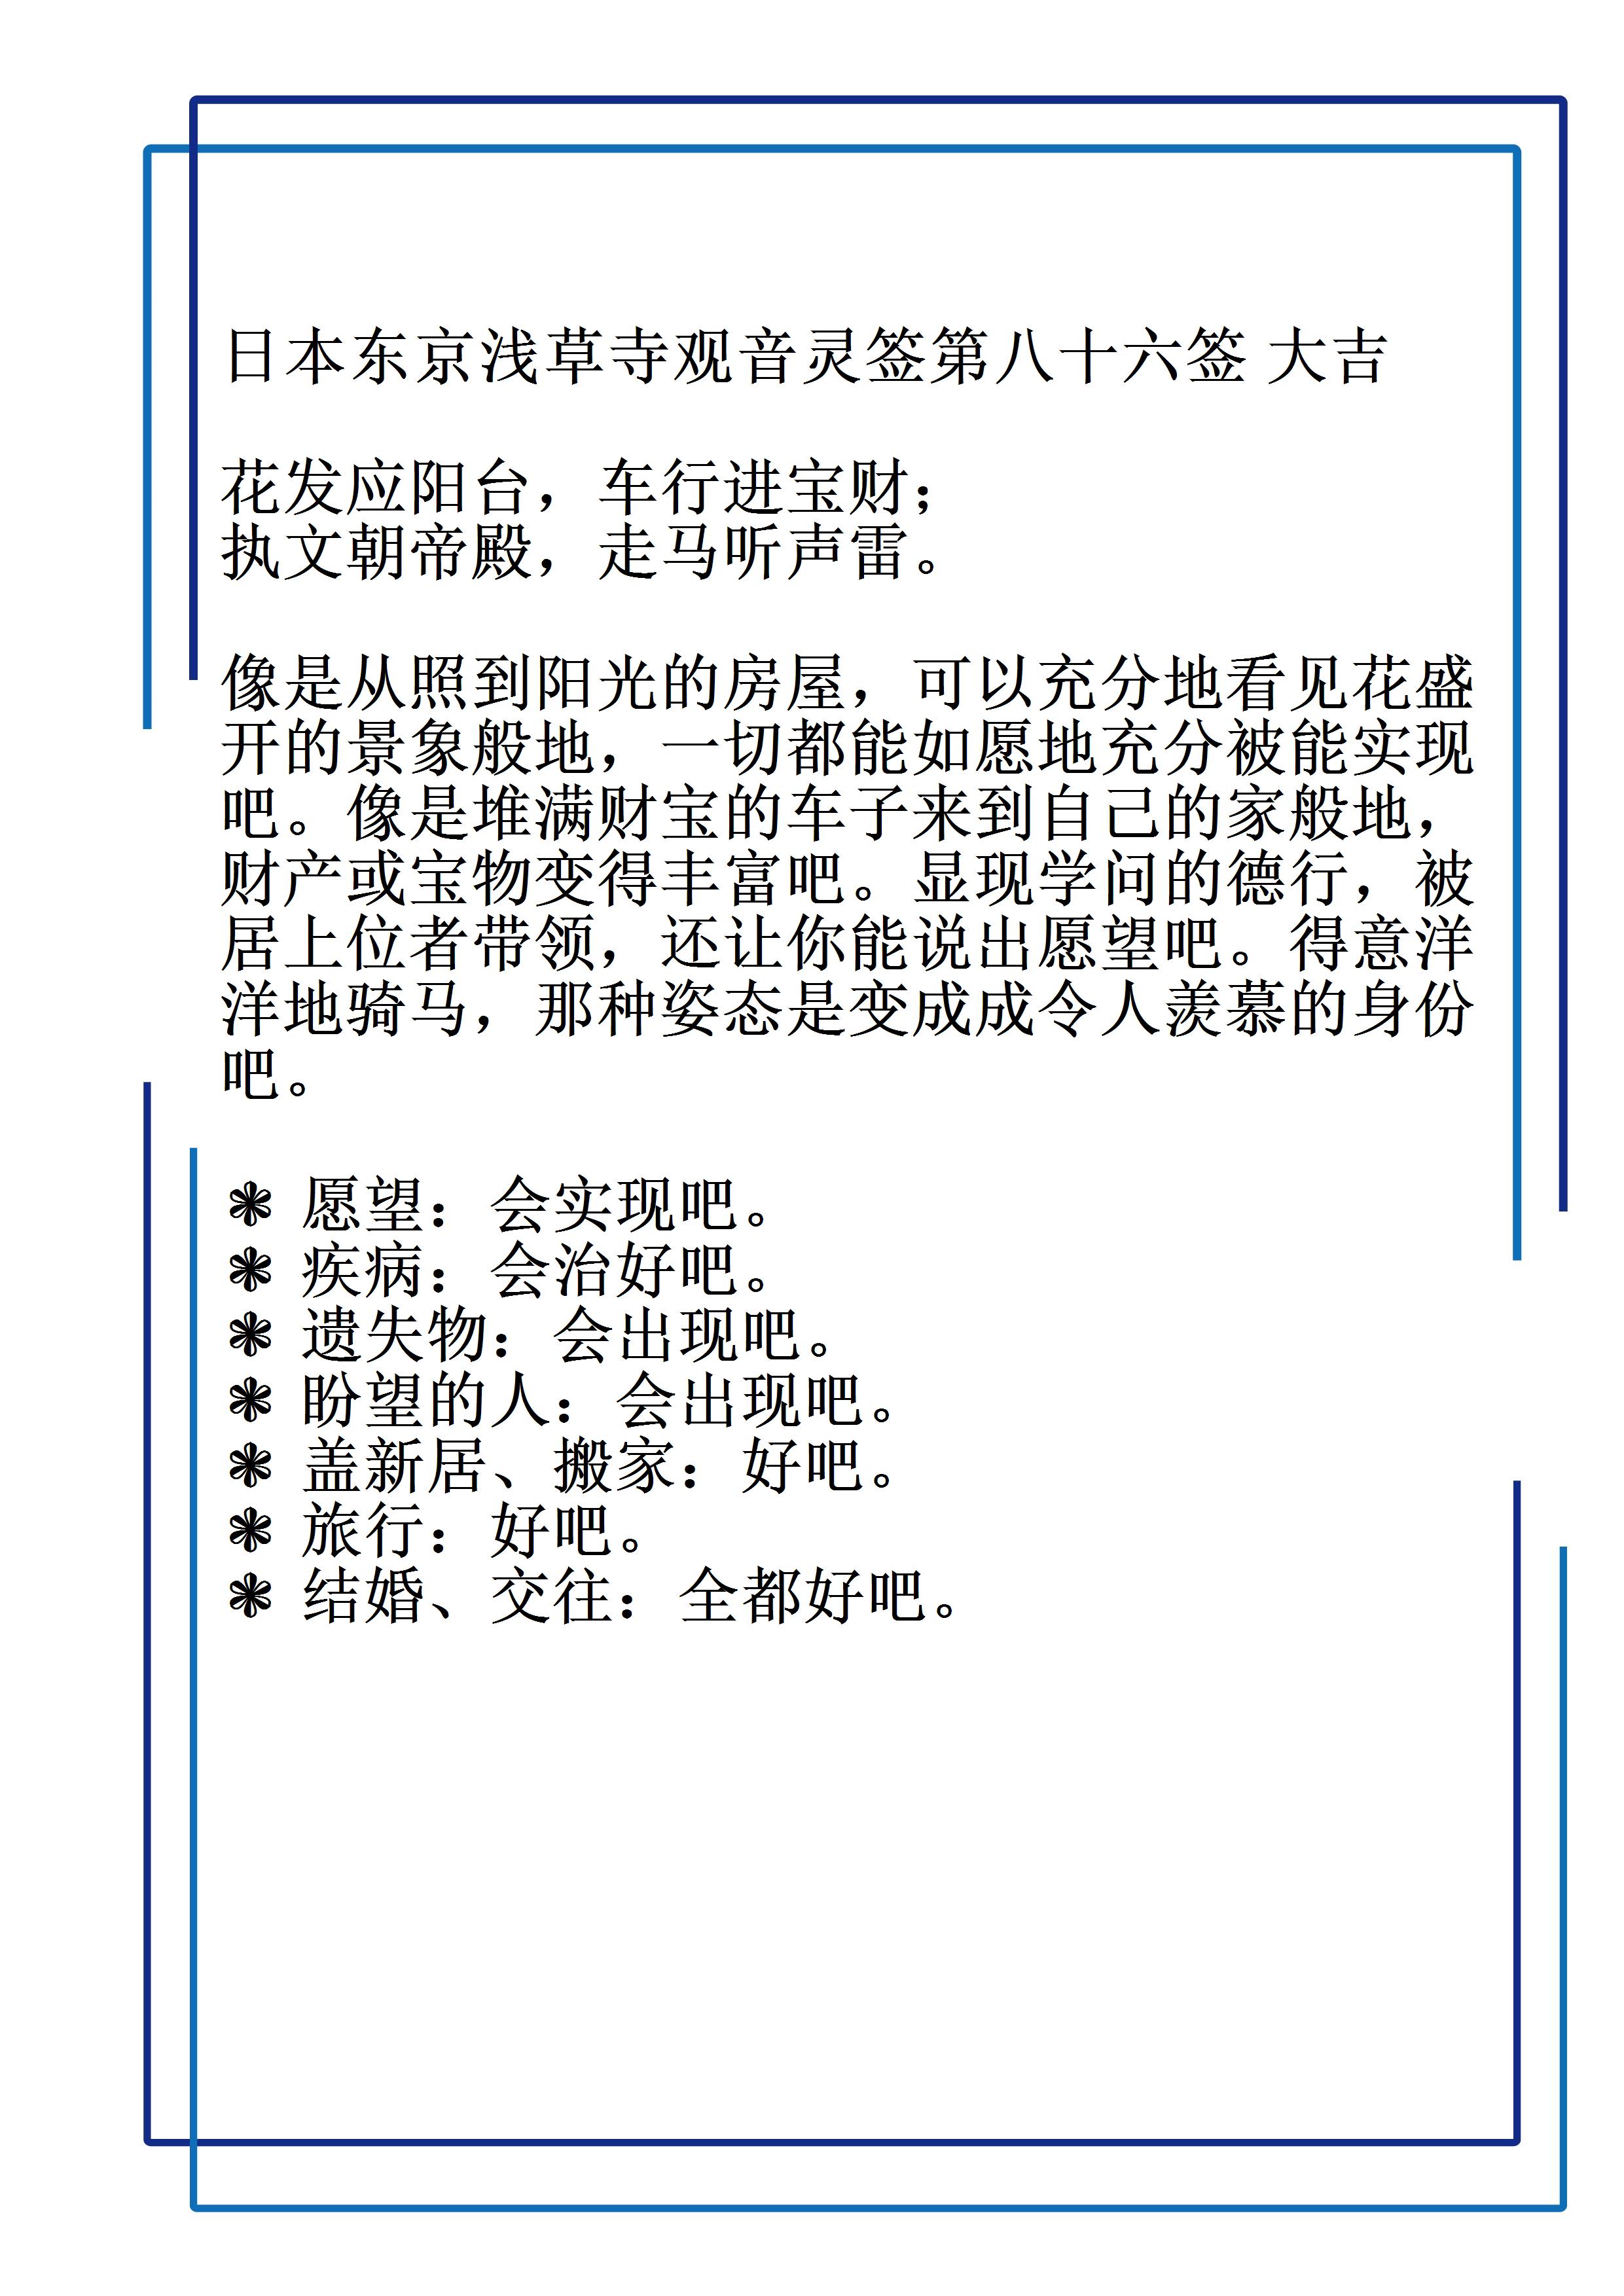 日本东京浅草寺观音灵签第八十六签 大吉
花发应阳台，车行进宝财；
执文朝帝殿，走马听声雷。
像是从照到阳光的房屋，可以充分地看见花盛
开的景象般地，一切都能如愿地充分被能实现
吧。像是堆满财宝的车子来到自己的家般地，
财产或宝物变得丰富吧。显现学问的德行，被
居上位者带领，还让你能说出愿望吧。得意洋
洋地骑马，那种姿态是变成成令人羡慕的身份
吧。
❃ 愿望：会实现吧。
❃ 疾病：会治好吧。
❃ 遗失物：会出现吧。
❃ 盼望的人：会出现吧。
❃ 盖新居、搬家：好吧。
❃ 旅行：好吧。
❃ 结婚、交往：全都好吧。